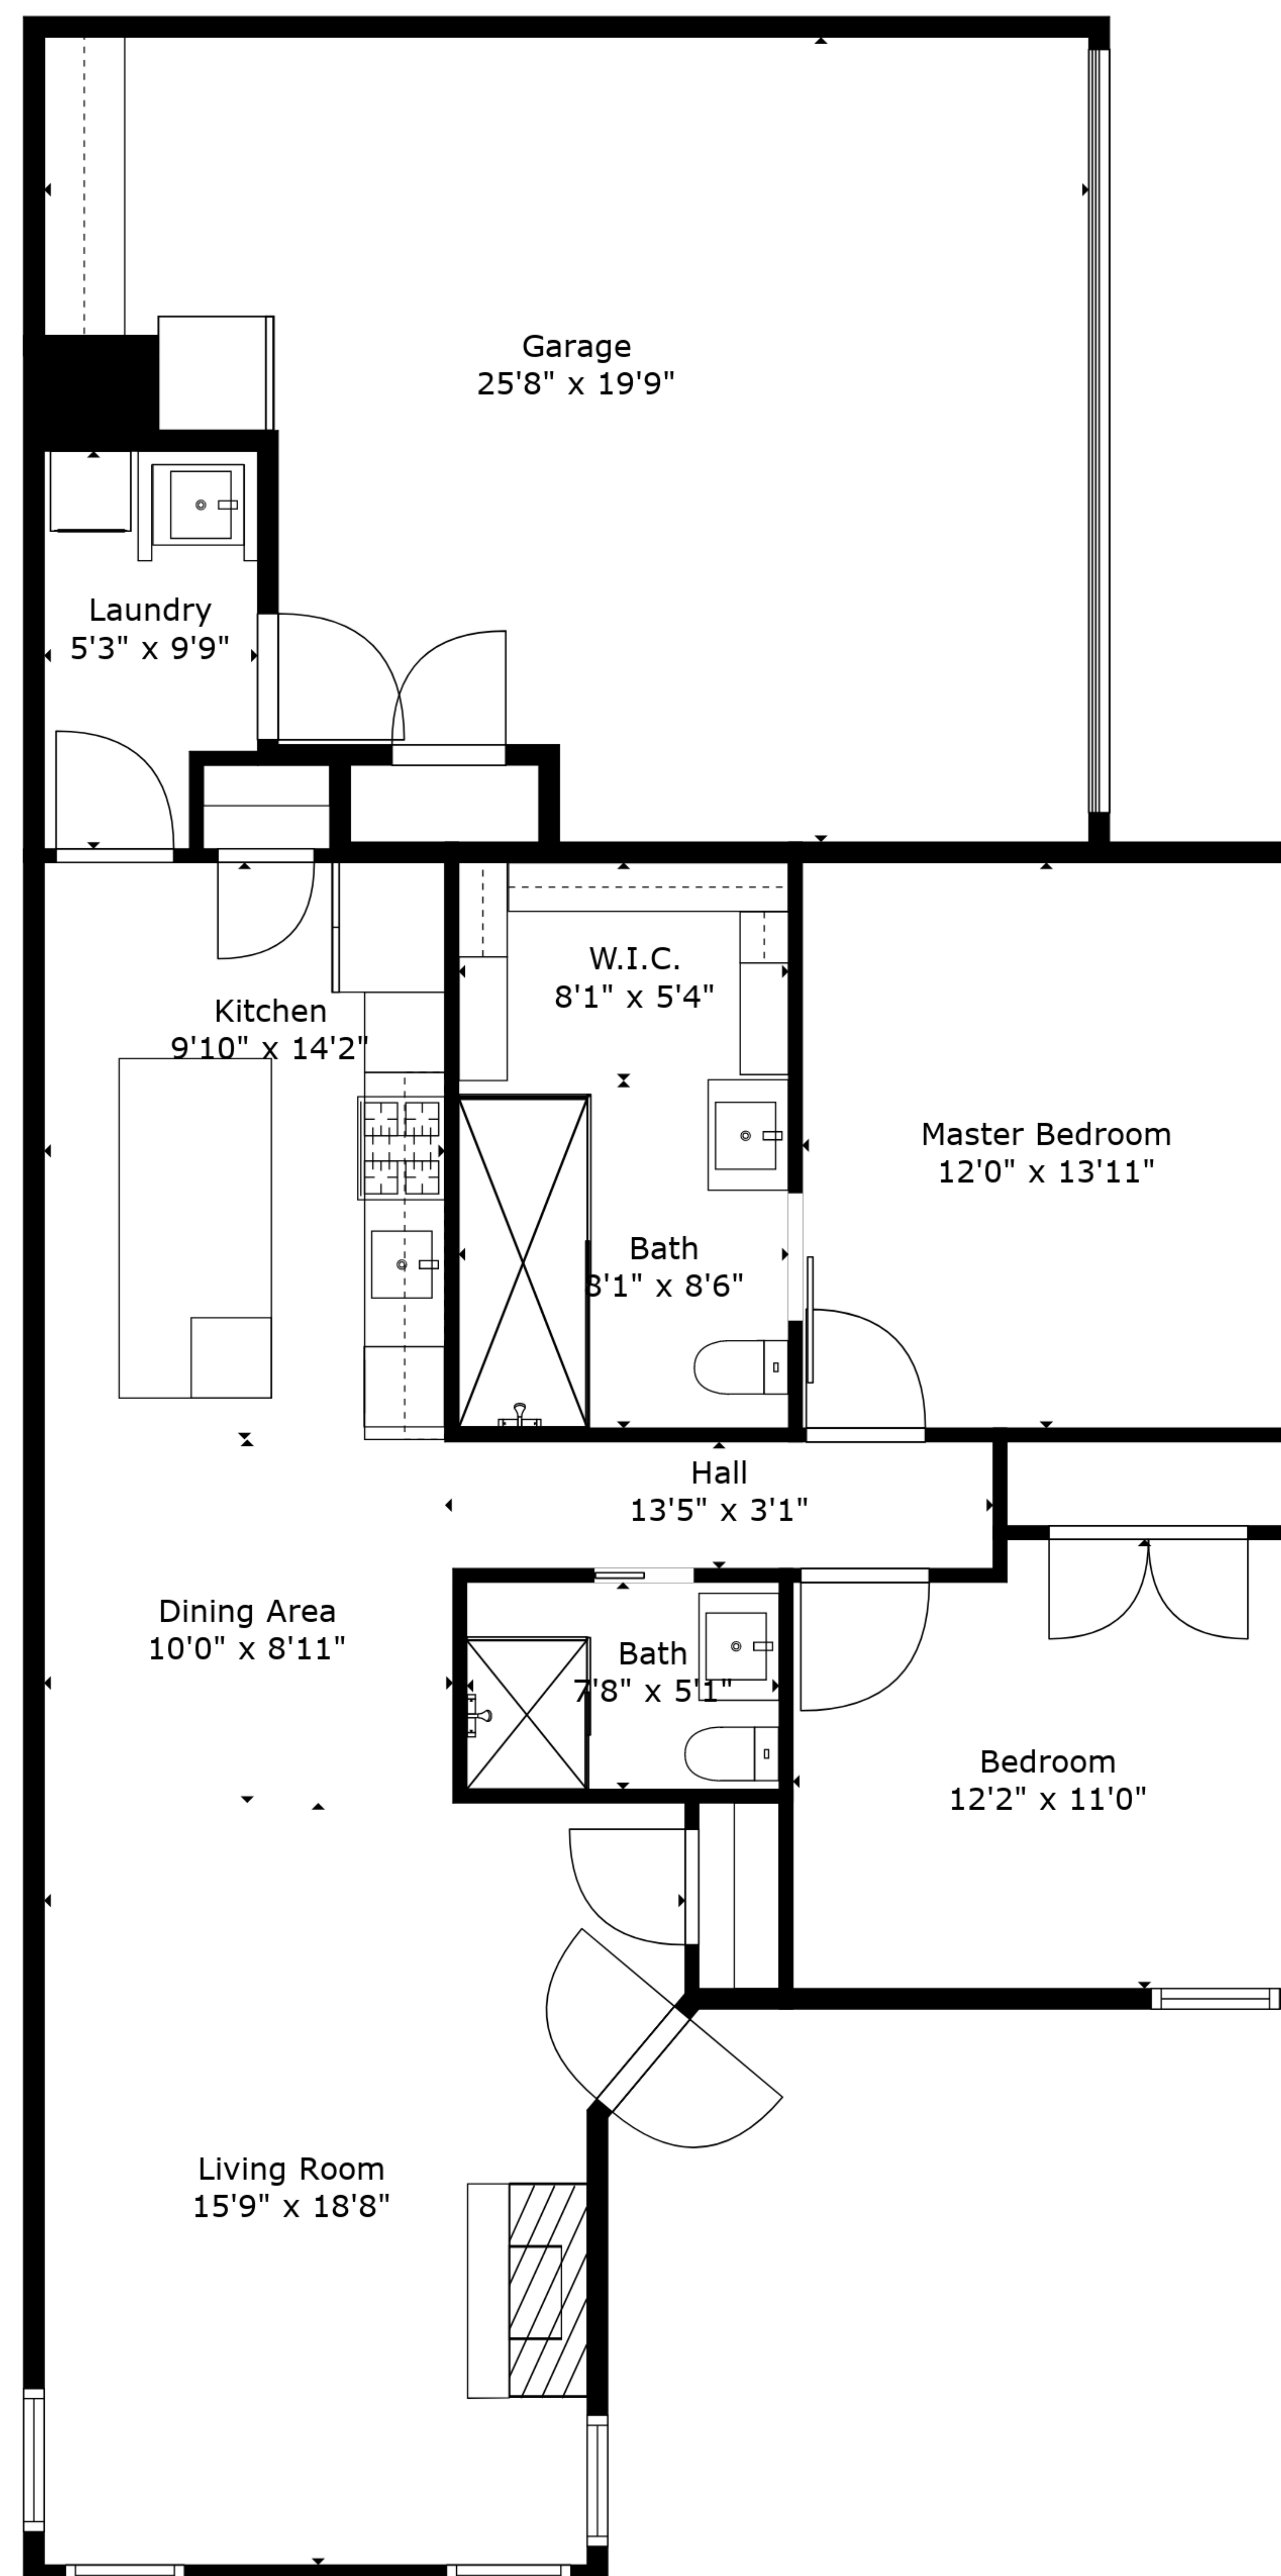 Garage
25'8" x 19'9"
Laundry
5'3" x 9'9"
W.I.C.
8'1" x 5'4"
Kitchen
9'10" x 14'2"
Master Bedroom
12'0" x 13'11"
Bath
8'1" x 8'6"
Hall
13'5" x 3'1"
Dining Area
10'0" x 8'11"
Bath
7'8" x 5'1"
Bedroom
12'2" x 11'0"
Living Room
15'9" x 18'8"